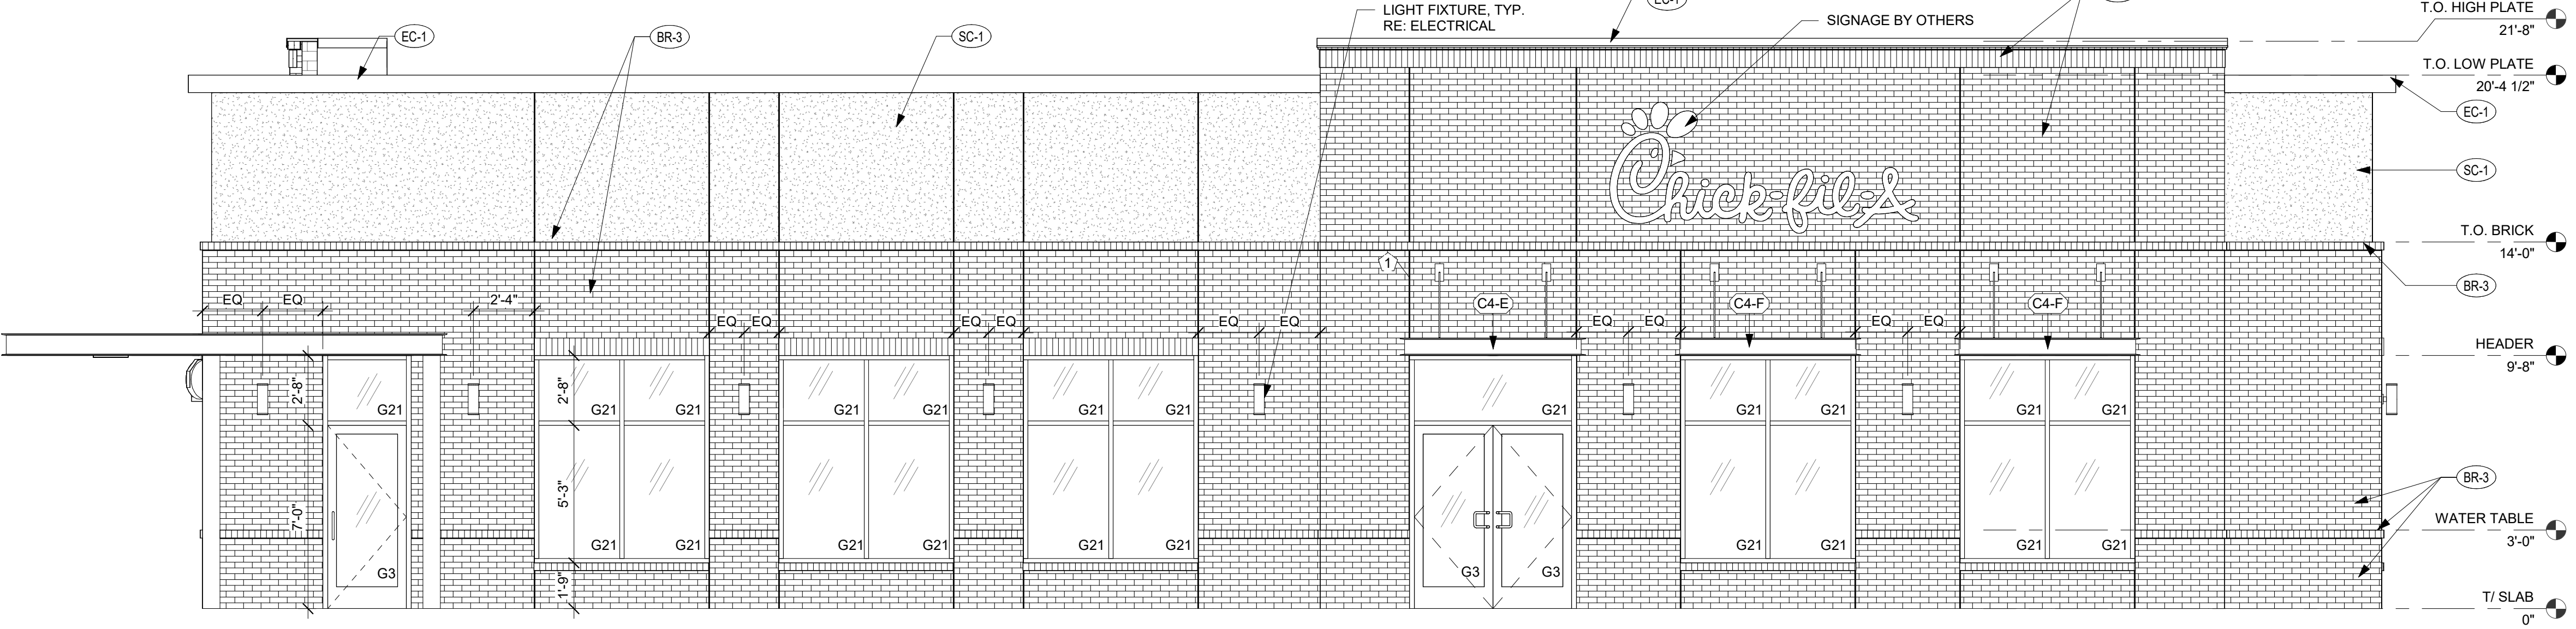 LIGHT FIXTURE, TYP.
RE: ELECTRICAL
EC-1
SIGNAGE BY OTHERS
T.O. HIGH PLATE
21'-8"
EC-1
BR-3
SC-1
T.O. LOW PLATE
20'-4 1/2"
EC-1
SC-1
Chick-fil-A
T.O. BRICK
14'-0"
BR-3
1
EQ
EQ
2'-4"
C4-E
C4-F
C4-F
EQ
EQ
EQ
EQ
EQ
EQ
EQ
EQ
EQ
EQ
HEADER
9'-8"
2'-8"
2'-8"
G21
G21
G21
G21
G21
G21
G21
G21
G21
G21
G21
G21
BR-3
7'-0"
5'-3"
WATER TABLE
3'-0"
G21
G21
G21
G21
G21
G21
G21
G21
G21
G21
G3
G3
G3
1'-9"
T/ SLAB
0"